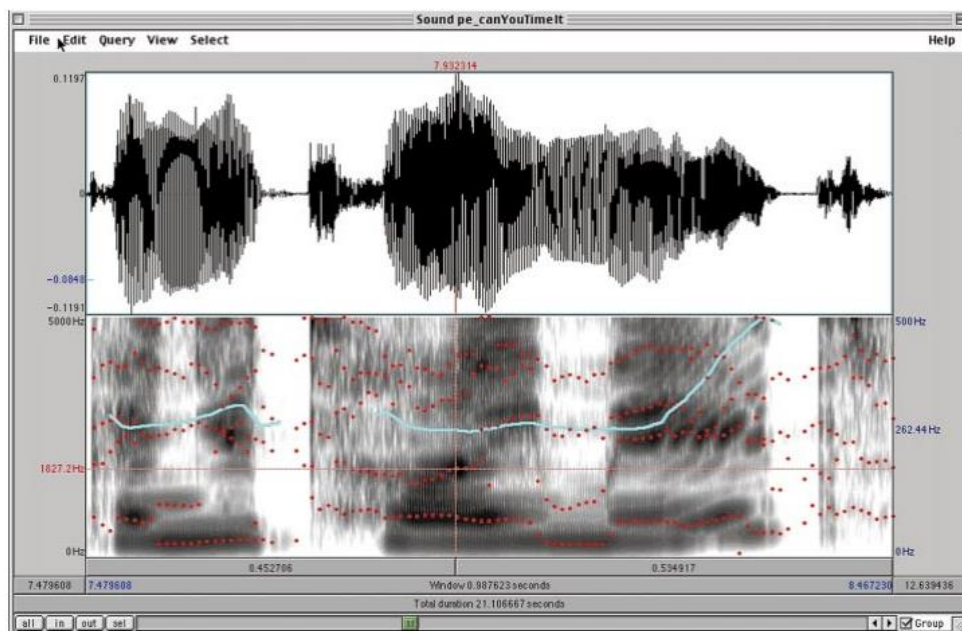 Sound pe_canYouTimeIt
File Edit Query View Select Help
7.932314
0.1197
0
-0.0848
-0.1191
5000Hz 500Hz
262.44Hz
1827.2Hz
0Hz 0Hz
0.452706 0.534917
7.479608 7.479608 Window 0.987623 seconds 8.467230 12.639436
Total duration 21.106667 seconds
all in out sel Group